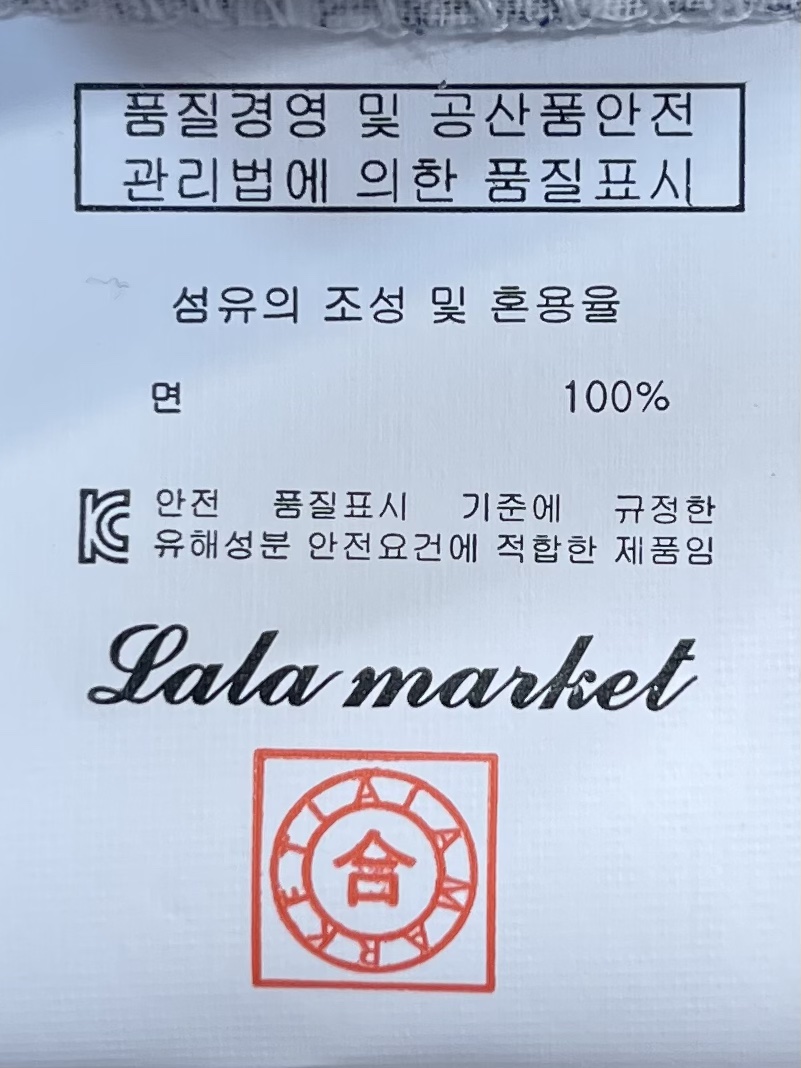 품질경영 및 공산품안전
관리법에 의한 품질표시
섬유의 조성 및 혼용율
면 100%
KC 안전 품질표시 기준에 규정한
유해성분 안전요건에 적합한 제품임
Lala market
LALAMARKET
合